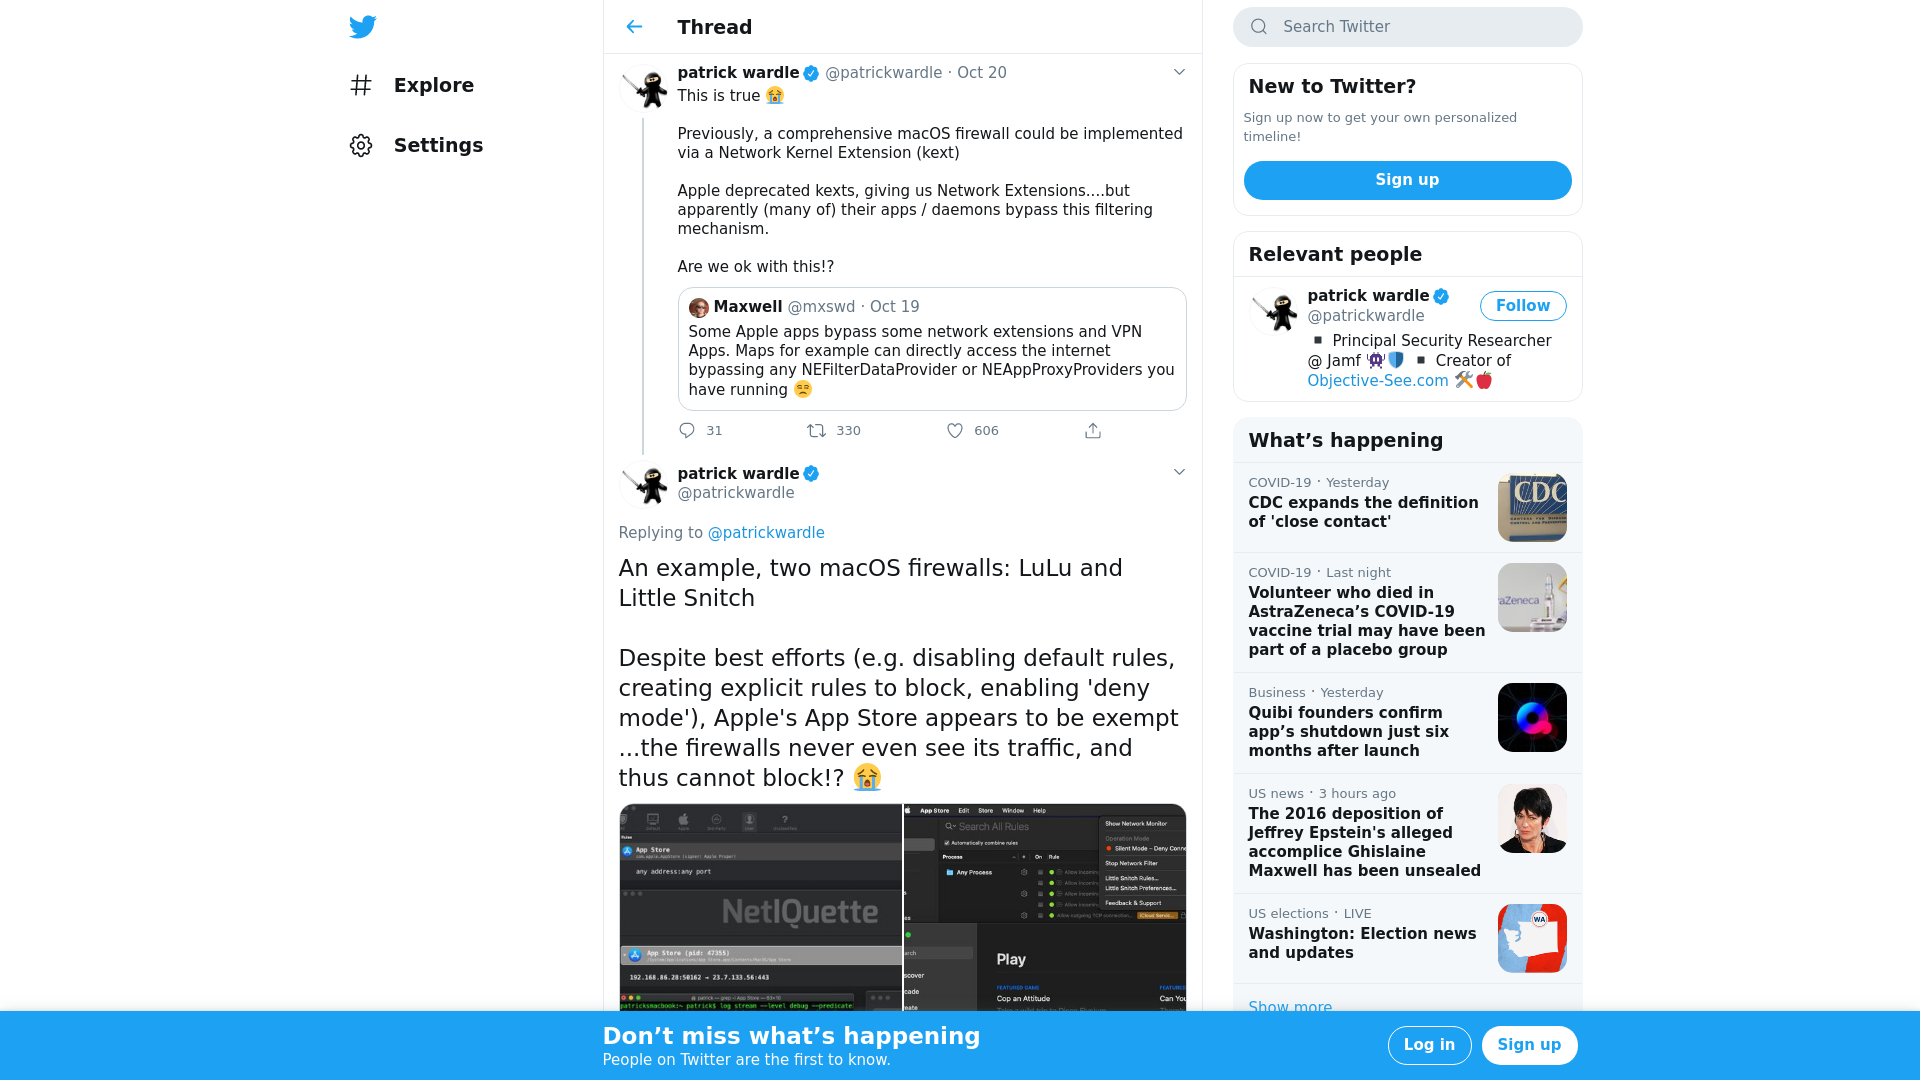 Explore
Settings
Thread
patrick wardle @patrickwardle · Oct 20
This is true
Previously, a comprehensive macOS firewall could be implemented
via a Network Kernel Extension (kext)
Apple deprecated kexts, giving us Network Extensions....but
apparently (many of) their apps / daemons bypass this filtering
mechanism.
Are we ok with this!?
Maxwell @mxswd · Oct 19
Some Apple apps bypass some network extensions and VPN
Apps. Maps for example can directly access the internet
bypassing any NEFilterDataProvider or NEAppProxyProviders you
have running
31 330 606
patrick wardle
@patrickwardle
Replying to @patrickwardle
An example, two macOS firewalls: LuLu and
Little Snitch
Despite best efforts (e.g. disabling default rules,
creating explicit rules to block, enabling 'deny
mode'), Apple's App Store appears to be exempt
...the firewalls never even see its traffic, and
thus cannot block!?
App Store
any address:any port
NetIQuette
App Store (pid: 47355)
192.168.86.28:50162 → 23.7.133.56:443
patricksmacbook:~ patrick$ log stream --level debug --predicate
App Store Edit Store Window Help
Search All Rules
Automatically combine rules
Process On Rule
Any Process
Show Network Monitor
Operation Mode
Silent Mode – Deny Conne
Stop Network Filter
Little Snitch Rules...
Little Snitch Preferences...
Feedback & Support
Play
FEATURED GAME
Cop an Attitude
Can You
Search Twitter
New to Twitter?
Sign up now to get your own personalized
timeline!
Sign up
Relevant people
patrick wardle
@patrickwardle
Follow
Principal Security Researcher
@ Jamf Creator of
Objective-See.com
What’s happening
COVID-19 · Yesterday
CDC expands the definition
of 'close contact'
CDC
COVID-19 · Last night
Volunteer who died in
AstraZeneca’s COVID-19
vaccine trial may have been
part of a placebo group
raZeneca
Business · Yesterday
Quibi founders confirm
app’s shutdown just six
months after launch
US news · 3 hours ago
The 2016 deposition of
Jeffrey Epstein's alleged
accomplice Ghislaine
Maxwell has been unsealed
US elections · LIVE
Washington: Election news
and updates
WA
Show more
Don’t miss what’s happening
People on Twitter are the first to know.
Log in
Sign up